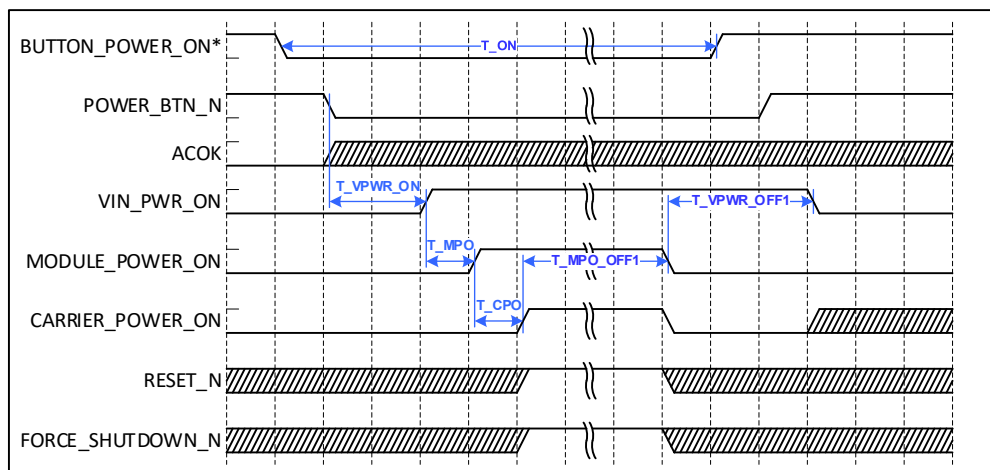 BUTTON_POWER_ON*
T_ON
POWER_BTN_N
ACOK
T_VPWR_ON
T_VPWR_OFF1
VIN_PWR_ON
T_MPO
T_MPO_OFF1
MODULE_POWER_ON
T_CPO
CARRIER_POWER_ON
RESET_N
FORCE_SHUTDOWN_N